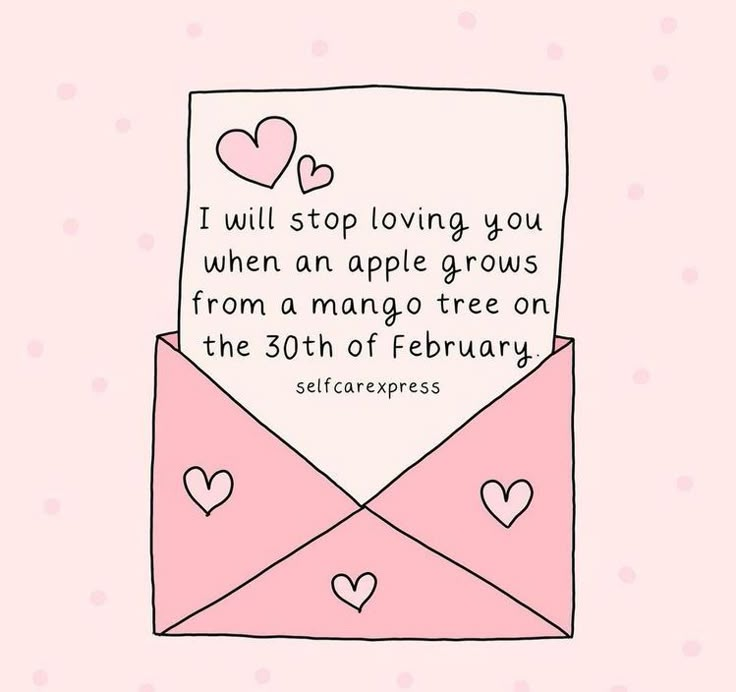 I will stop loving you
when an apple grows
from a mango tree on
the 30th of February.
selfcarexpress